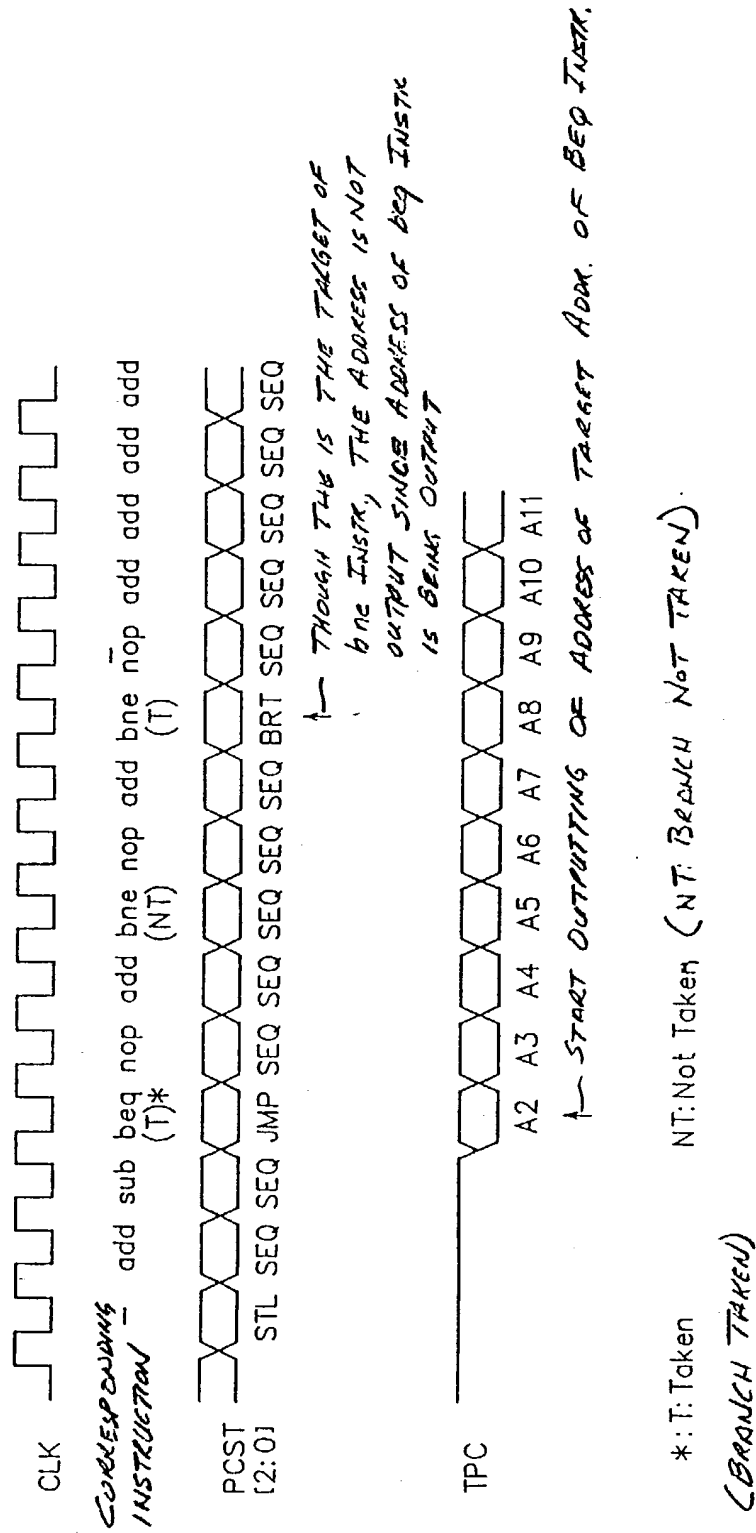 CLK
CORRESPONDING
INSTRUCTION
— add sub beq nop add bne nop add bne nop add add add add
(T)* (NT) (T)
PCST
[2:0]
STL SEQ SEQ JMP SEQ SEQ SEQ SEQ SEQ BRT SEQ SEQ SEQ SEQ SEQ
THOUGH THIS IS THE TARGET OF
bne INSTR, THE ADDRESS IS NOT
OUTPUT SINCE ADDRESS OF beq INSTR
IS BEING OUTPUT
TPC
A2 A3 A4 A5 A6 A7 A8 A9 A10 A11
START OUTPUTTING OF ADDRESS OF TARGET ADDR. OF BEQ INSTR.
*: T: Taken NT: Not Taken (NT: BRANCH NOT TAKEN).
(BRANCH TAKEN)